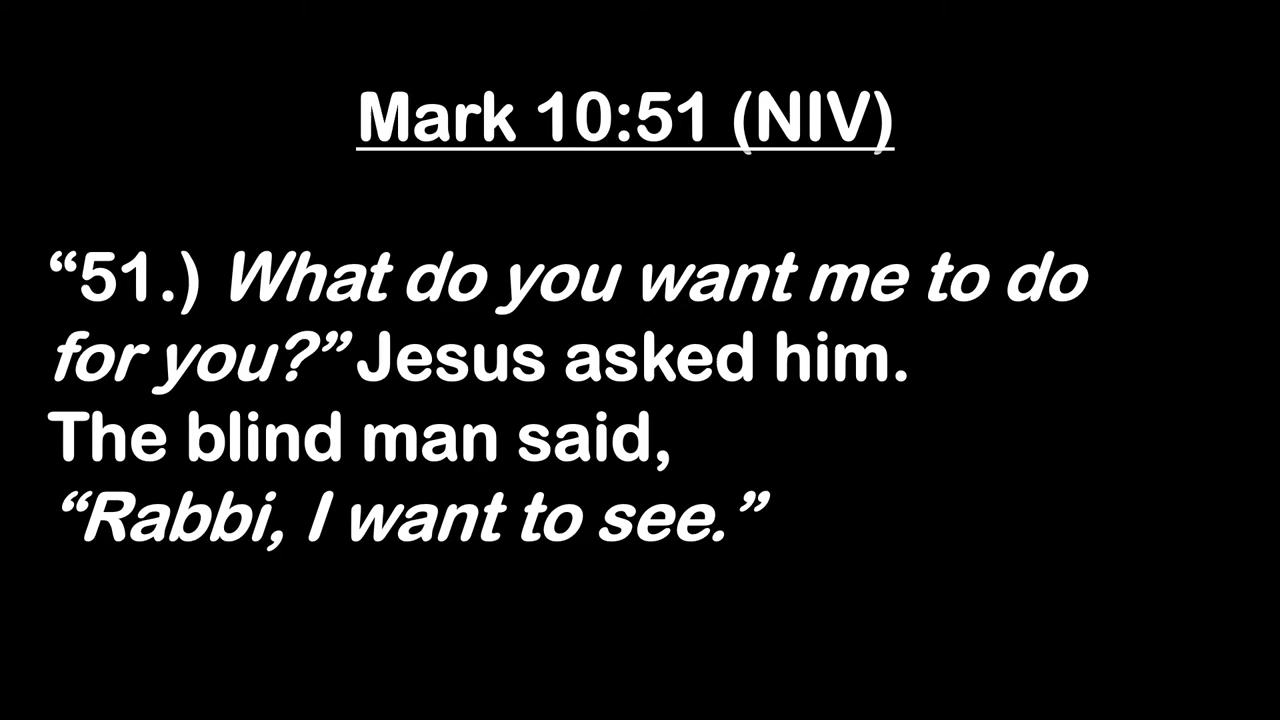 Mark 10:51 (NIV)
“51.) What do you want me to do
for you?” Jesus asked him.
The blind man said,
“Rabbi, I want to see.”